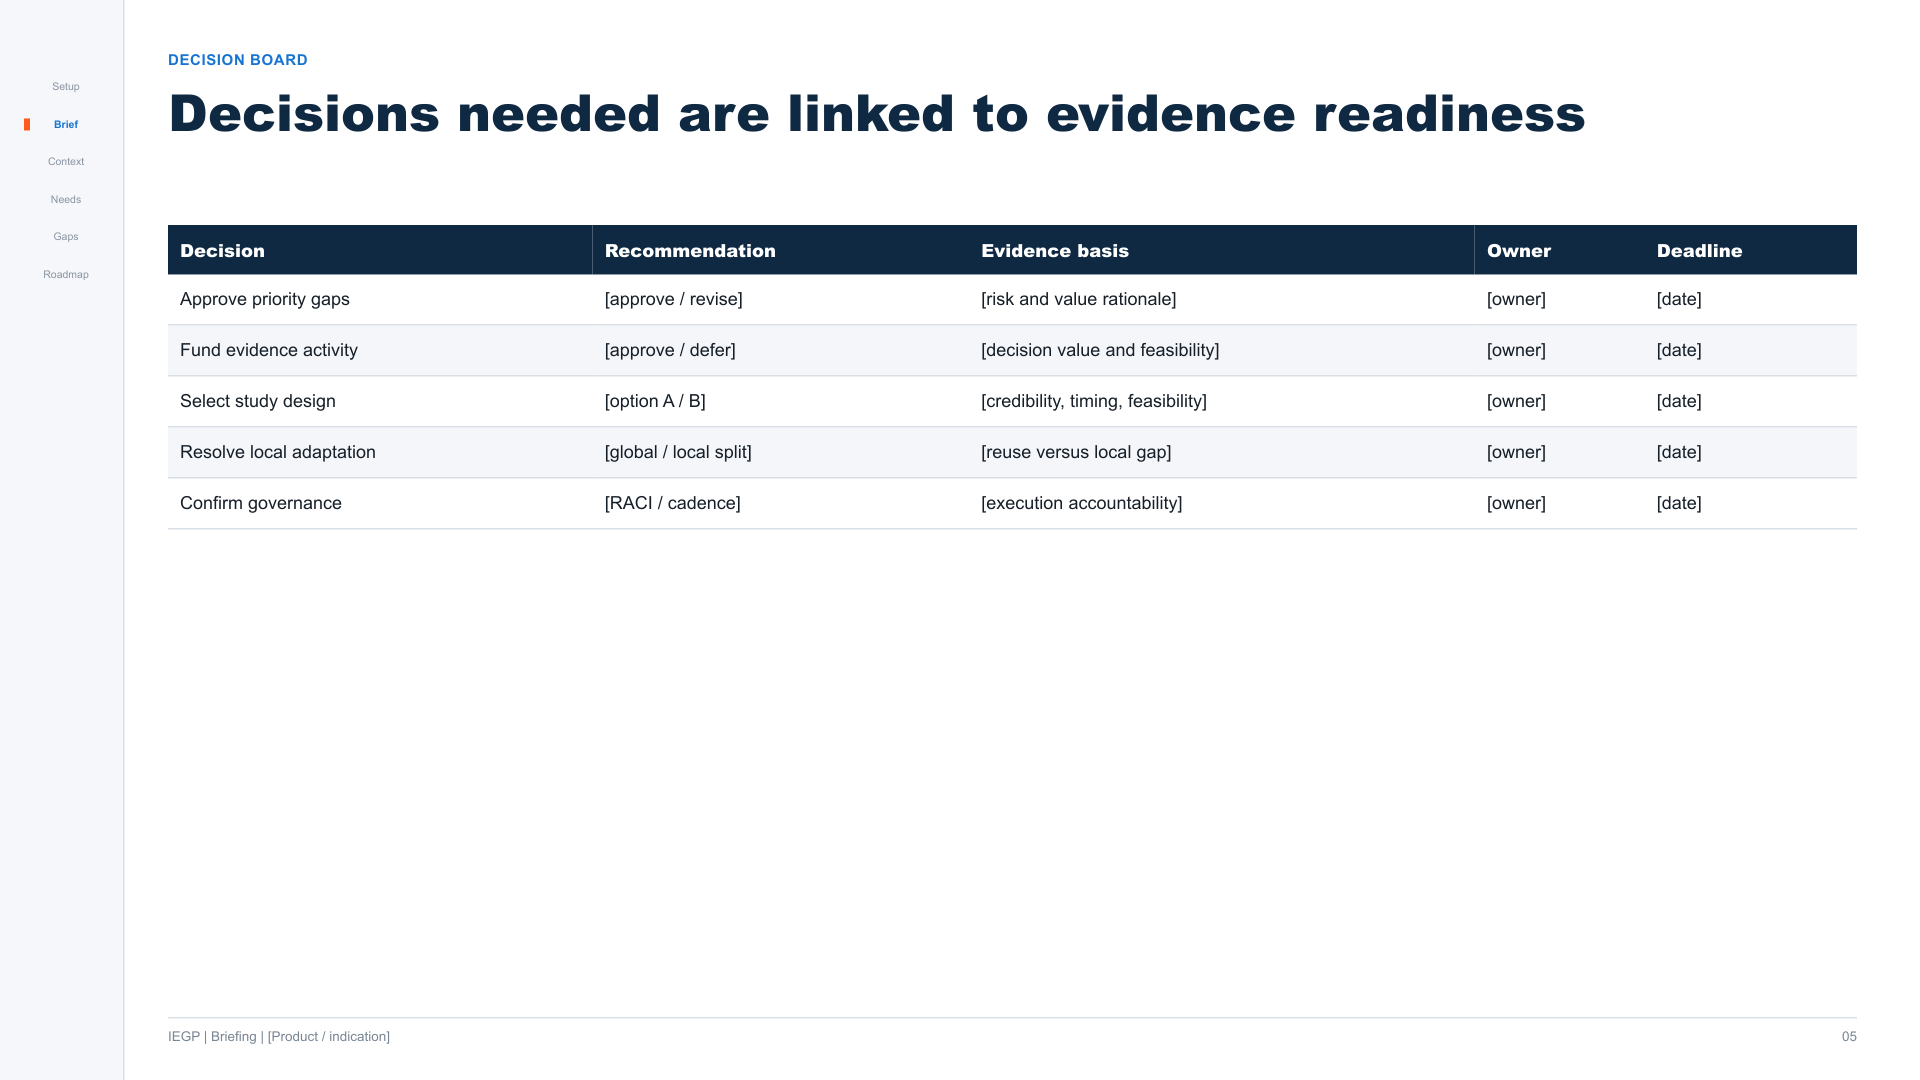 Setup
Brief
Context
Needs
Gaps
Roadmap
DECISION BOARD
Decisions needed are linked to evidence readiness
Decision Recommendation Evidence basis Owner Deadline
Approve priority gaps [approve / revise] [risk and value rationale] [owner] [date]
Fund evidence activity [approve / defer] [decision value and feasibility] [owner] [date]
Select study design [option A / B] [credibility, timing, feasibility] [owner] [date]
Resolve local adaptation [global / local split] [reuse versus local gap] [owner] [date]
Confirm governance [RACI / cadence] [execution accountability] [owner] [date]
IEGP | Briefing | [Product / indication] 05